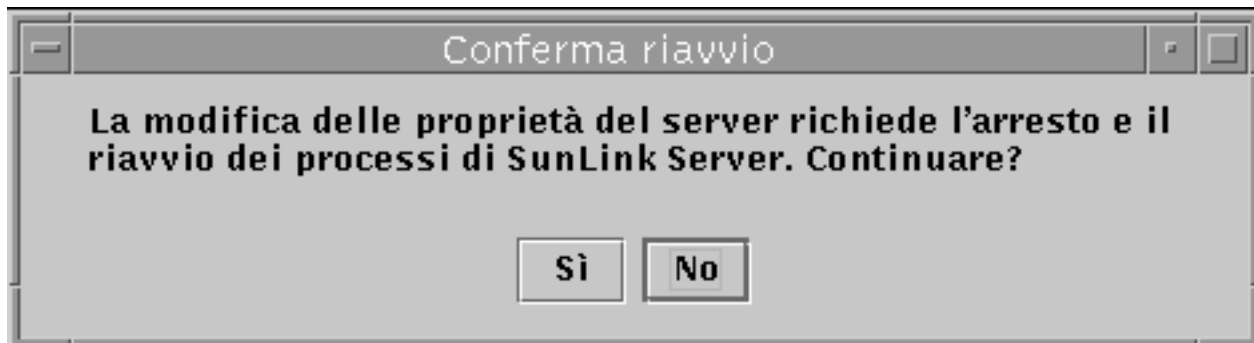 Conferma riavvio
La modifica delle proprietà del server richiede l'arresto e il
riavvio dei processi di SunLink Server. Continuare?
Sì No